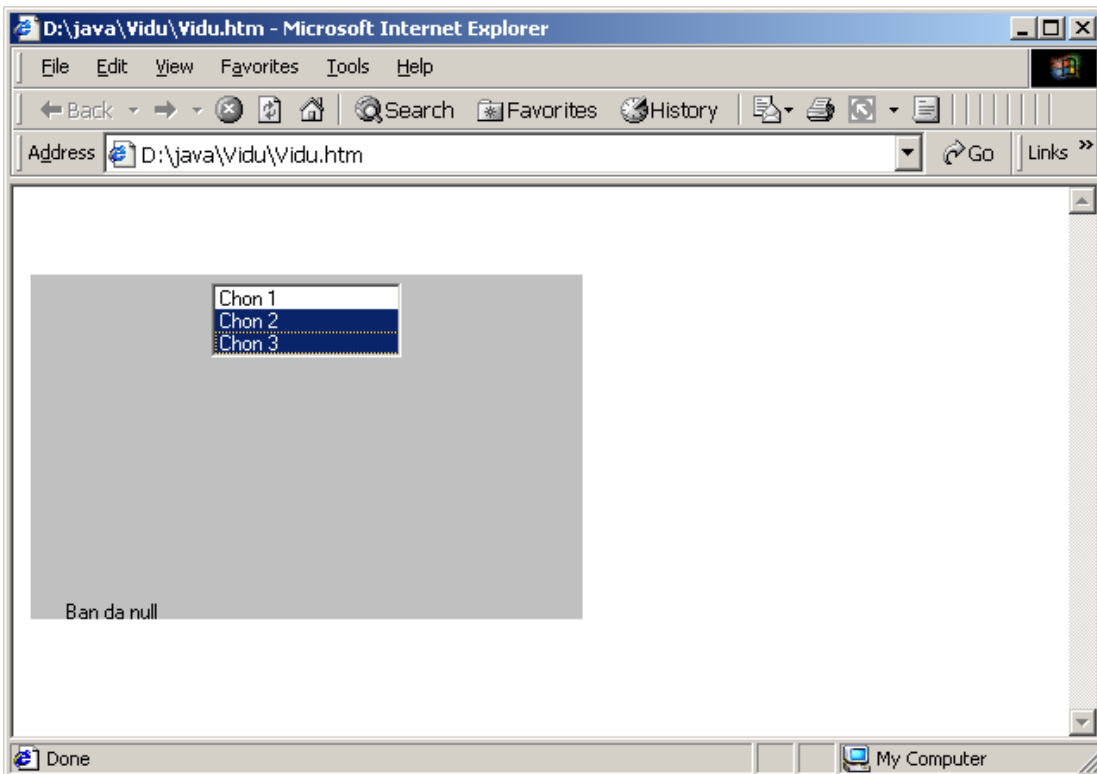 D:\java\Vidu\Vidu.htm - Microsoft Internet Explorer
File Edit View Favorites Tools Help
Back Search Favorites History
Address D:\java\Vidu\Vidu.htm Go Links »
Chon 1
Chon 2
Chon 3
Ban da null
Done My Computer